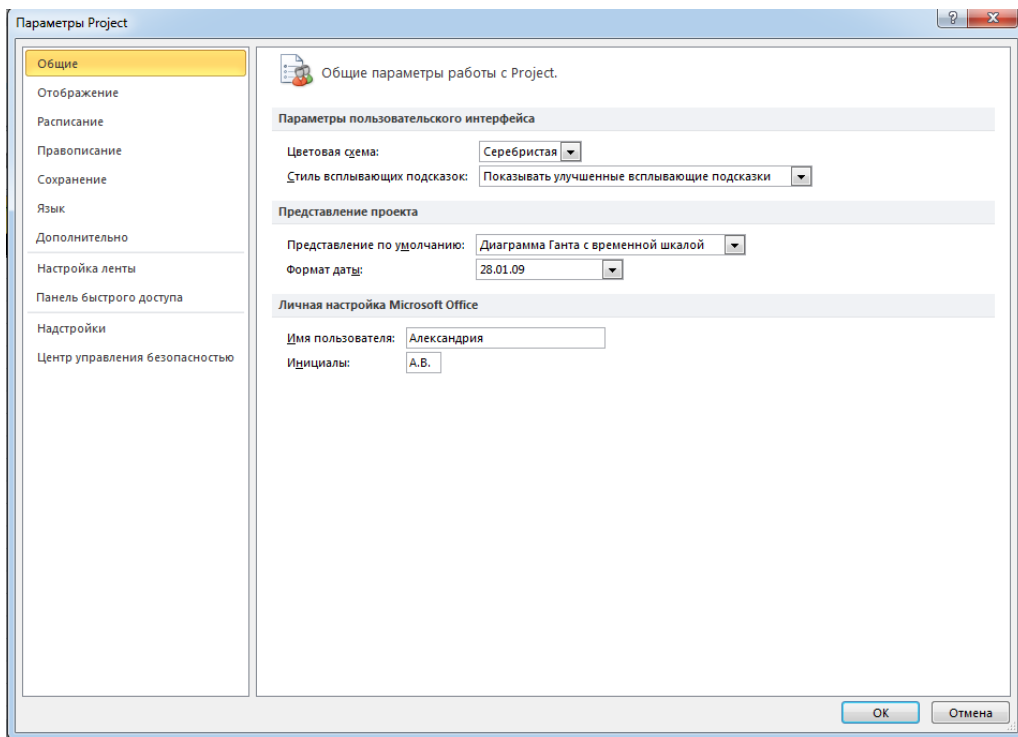 Параметры Project
Общие
Отображение
Расписание
Правописание
Сохранение
Язык
Дополнительно
Настройка ленты
Панель быстрого доступа
Надстройки
Центр управления безопасностью
Общие параметры работы с Project.
Параметры пользовательского интерфейса
Цветовая схема: Серебристая
Стиль всплывающих подсказок: Показывать улучшенные всплывающие подсказки
Представление проекта
Представление по умолчанию: Диаграмма Ганта с временной шкалой
Формат даты: 28.01.09
Личная настройка Microsoft Office
Имя пользователя: Александрия
Инициалы: А.В.
ОК Отмена